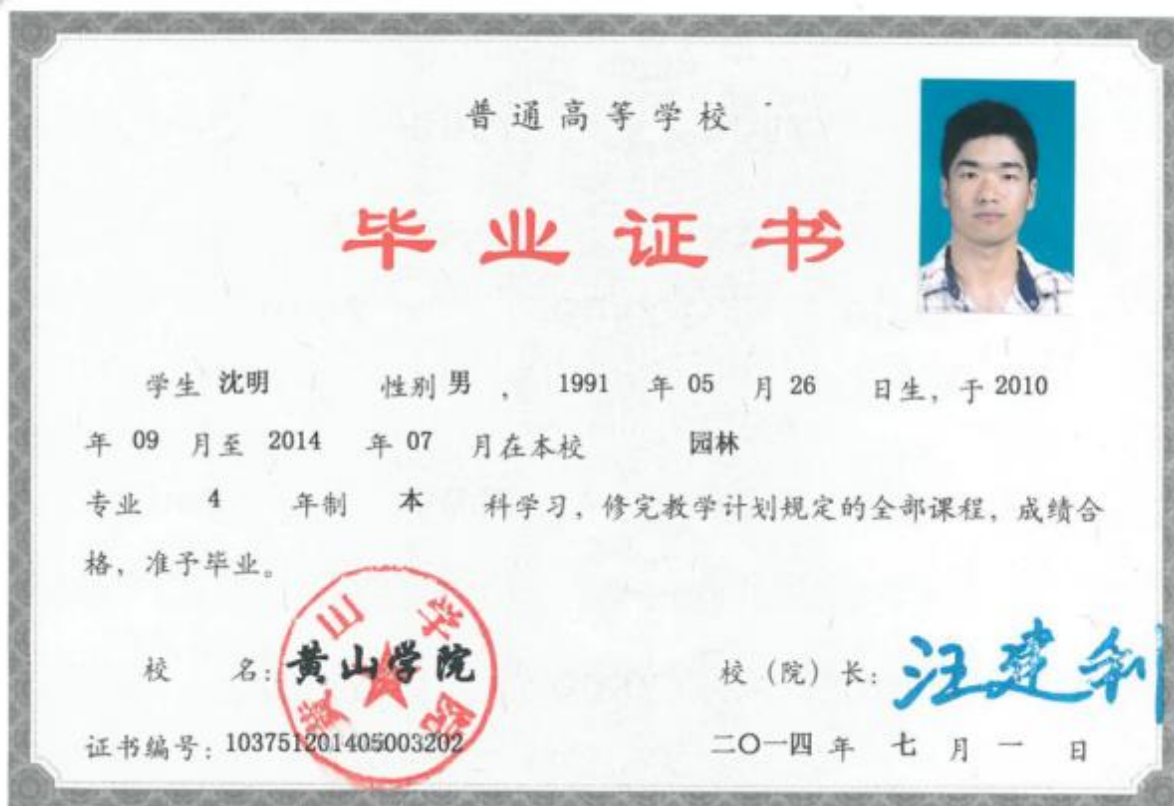 普通高等学校
毕业证书
学生 沈明 性别 男 , 1991 年 05 月 26 日生, 于 2010
年 09 月至 2014 年 07 月在本校 园林
专业 4 年制 本 科学习, 修完教学计划规定的全部课程, 成绩合
格, 准予毕业。
黄山学院
校 名: 黄山学院 校 (院) 长: 汪建利
证书编号: 103751201405003202 二〇一四 年 七 月 一 日